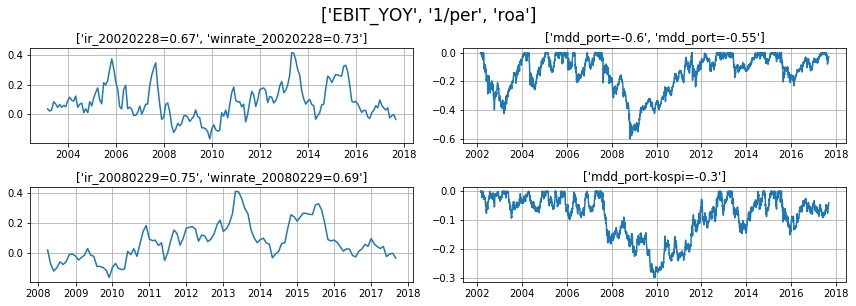 ['EBIT_YOY', '1/per', 'roa']
['ir_20020228=0.67', 'winrate_20020228=0.73']
0.4
0.2
0.0
2004 2006 2008 2010 2012 2014 2016 2018
['mdd_port=-0.6', 'mdd_port=-0.55']
0.0
−0.2
−0.4
−0.6
2002 2004 2006 2008 2010 2012 2014 2016 2018
['ir_20080229=0.75', 'winrate_20080229=0.69']
0.4
0.2
0.0
2008 2009 2010 2011 2012 2013 2014 2015 2016 2017 2018
['mdd_port-kospi=-0.3']
0.0
−0.1
−0.2
−0.3
2002 2004 2006 2008 2010 2012 2014 2016 2018